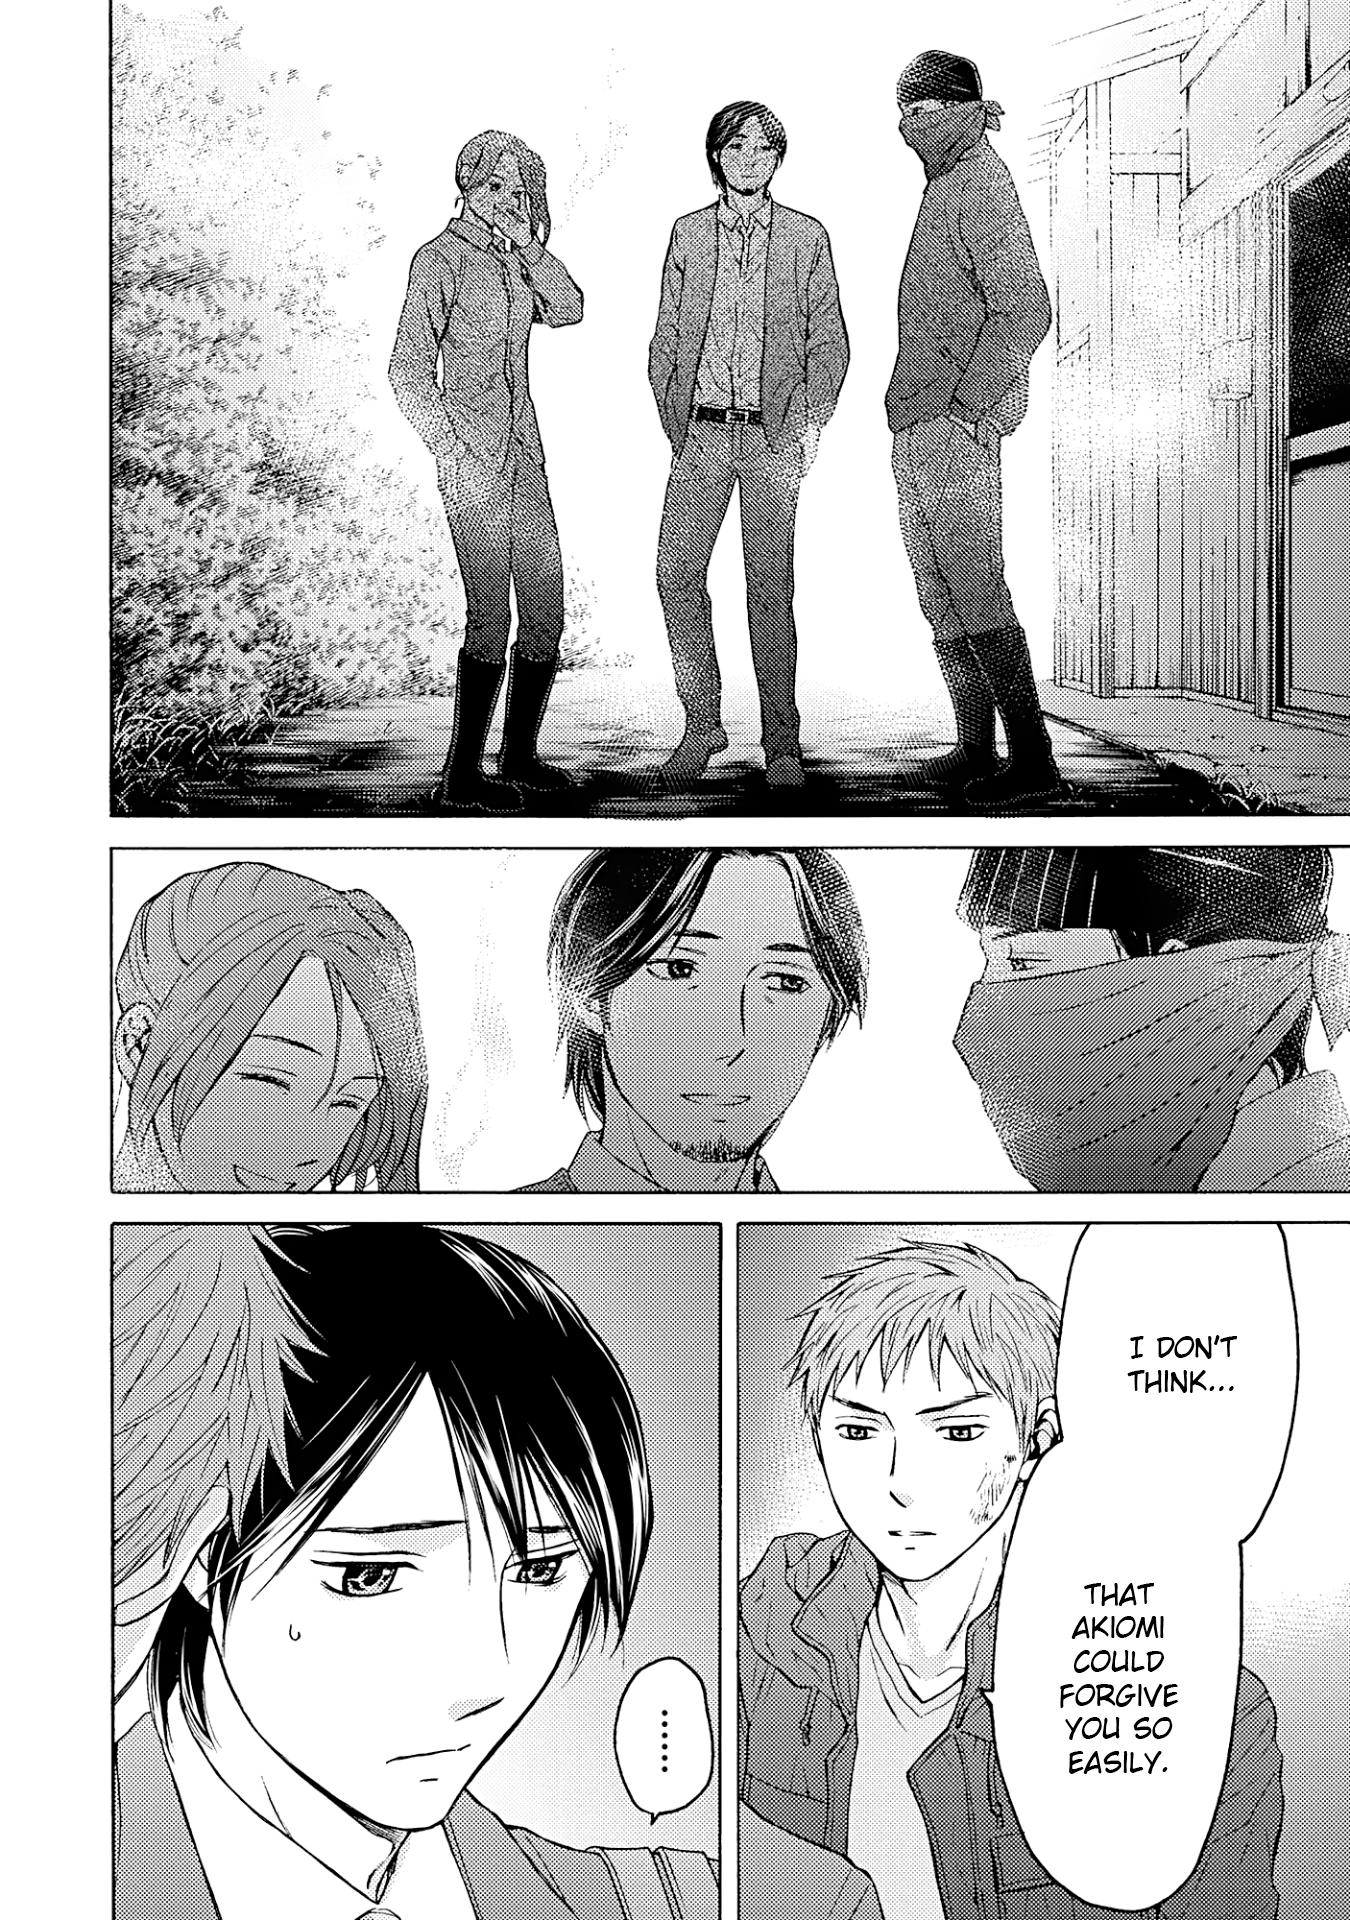 I DON'T
THINK...
THAT
AKIOMI
COULD
FORGIVE
YOU SO
EASILY.
......